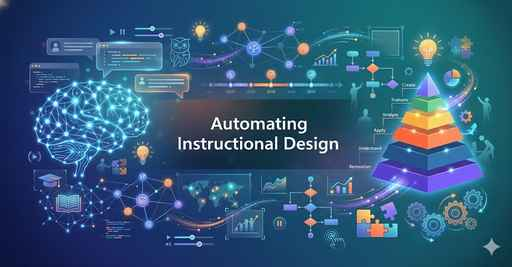 Automating
Instructional Design
Create
Evaluate
Analyze
Apply
Understand
Remember